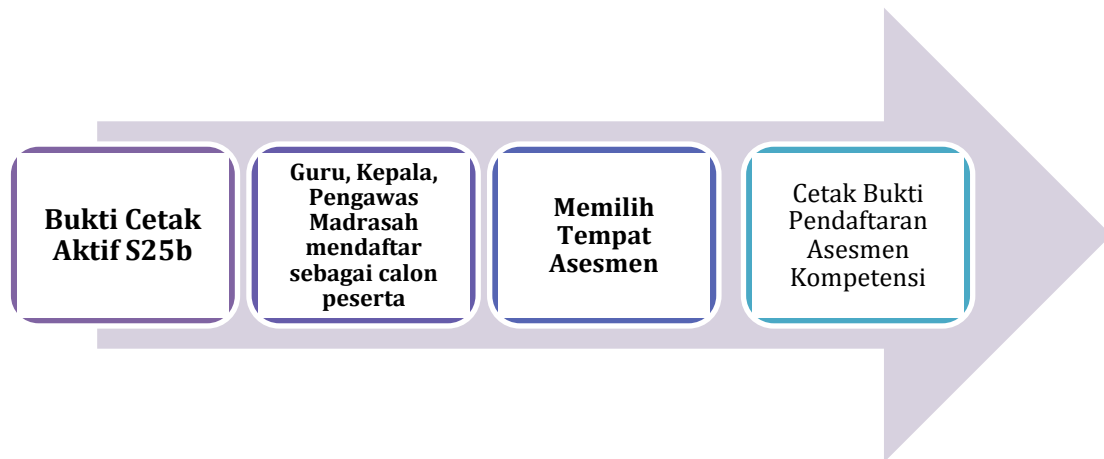 Bukti Cetak
Aktif S25b
Guru, Kepala,
Pengawas
Madrasah
mendaftar
sebagai calon
peserta
Memilih
Tempat
Asesmen
Cetak Bukti
Pendaftaran
Asesmen
Kompetensi